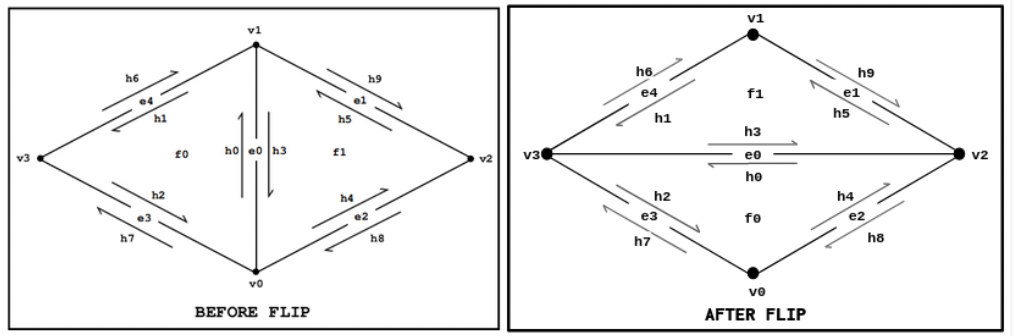 v1
h6
h9
e4
e1
h1
h5
v3
f0
h0
e0
h3
f1
v2
h2
h4
e3
e2
h7
h8
v0
BEFORE FLIP
v1
h6
h9
e4
f1
e1
h1
h5
h3
v3
e0
v2
h0
h2
h4
e3
f0
e2
h7
h8
v0
AFTER FLIP